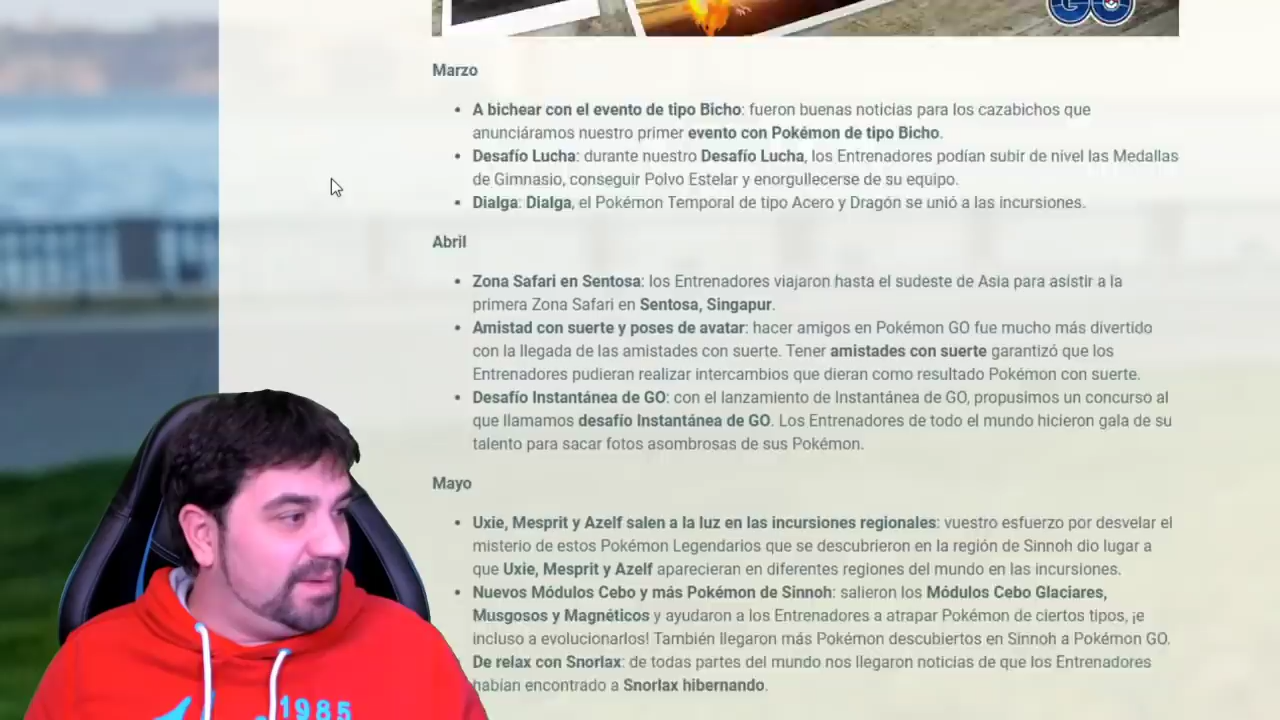 GO
Marzo
A bichear con el evento de tipo Bicho: fueron buenas noticias para los cazabichos que
anunciáramos nuestro primer evento con Pokémon de tipo Bicho.
Desafío Lucha: durante nuestro Desafío Lucha, los Entrenadores podían subir de nivel las Medallas
de Gimnasio, conseguir Polvo Estelar y enorgullecerse de su equipo.
Dialga: Dialga, el Pokémon Temporal de tipo Acero y Dragón se unió a las incursiones.
Abril
Zona Safari en Sentosa: los Entrenadores viajaron hasta el sudeste de Asia para asistir a la
primera Zona Safari en Sentosa, Singapur.
Amistad con suerte y poses de avatar: hacer amigos en Pokémon GO fue mucho más divertido
con la llegada de las amistades con suerte. Tener amistades con suerte garantizó que los
Entrenadores pudieran realizar intercambios que dieran como resultado Pokémon con suerte.
Desafío Instantánea de GO: con el lanzamiento de Instantánea de GO, propusimos un concurso al
que llamamos desafío Instantánea de GO. Los Entrenadores de todo el mundo hicieron gala de su
talento para sacar fotos asombrosas de sus Pokémon.
Mayo
Uxie, Mesprit y Azelf salen a la luz en las incursiones regionales: vuestro esfuerzo por desvelar el
misterio de estos Pokémon Legendarios que se descubrieron en la región de Sinnoh dio lugar a
que Uxie, Mesprit y Azelf aparecieran en diferentes regiones del mundo en las incursiones.
Nuevos Módulos Cebo y más Pokémon de Sinnoh: salieron los Módulos Cebo Glaciares,
Musgosos y Magnéticos y ayudaron a los Entrenadores a atrapar Pokémon de ciertos tipos, ¡e
incluso a evolucionarlos! También llegaron más Pokémon descubiertos en Sinnoh a Pokémon GO.
De relax con Snorlax: de todas partes del mundo nos llegaron noticias de que los Entrenadores
habían encontrado a Snorlax hibernando.
1985